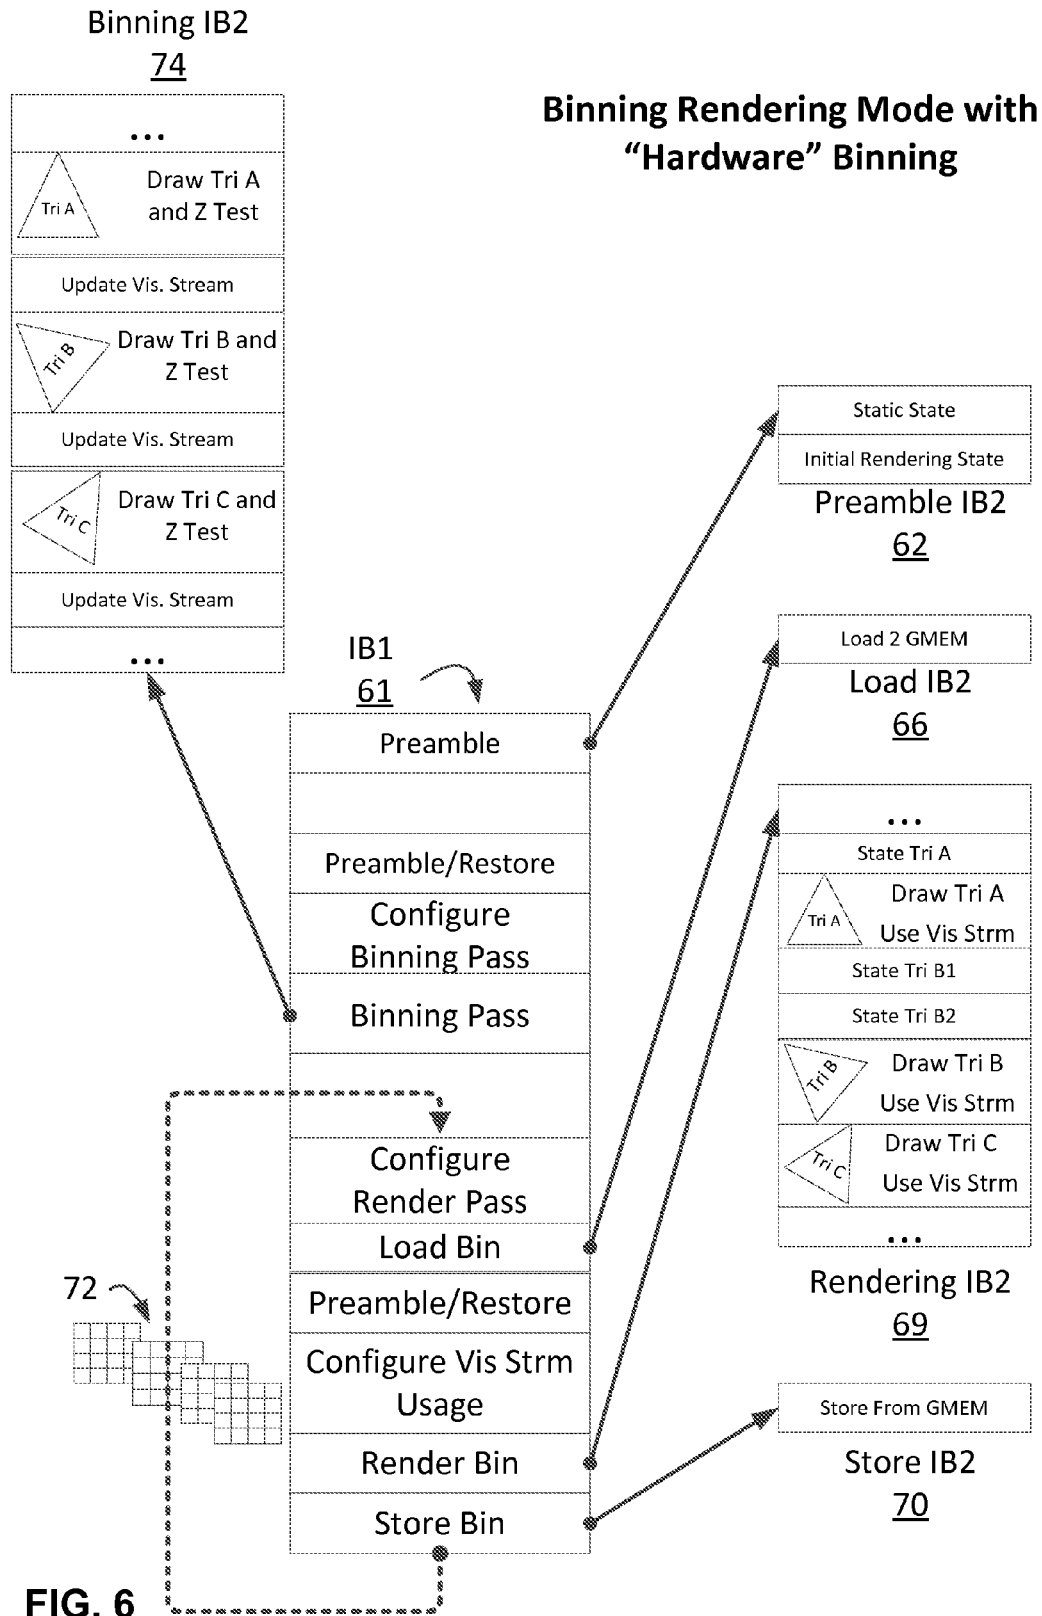 Binning IB2
74
Binning Rendering Mode with
“Hardware” Binning
...
Tri A
Draw Tri A
and Z Test
Update Vis. Stream
Tri B
Draw Tri B and
Z Test
Update Vis. Stream
Tri C
Draw Tri C and
Z Test
Update Vis. Stream
...
IB1
61
Preamble
Preamble/Restore
Configure
Binning Pass
Binning Pass
Configure
Render Pass
Load Bin
Preamble/Restore
Configure Vis Strm
Usage
Render Bin
Store Bin
72
Static State
Initial Rendering State
Preamble IB2
62
Load 2 GMEM
Load IB2
66
...
State Tri A
Tri A
Draw Tri A
Use Vis Strm
State Tri B1
State Tri B2
Tri B
Draw Tri B
Use Vis Strm
Tri C
Draw Tri C
Use Vis Strm
...
Rendering IB2
69
Store From GMEM
Store IB2
70
FIG. 6